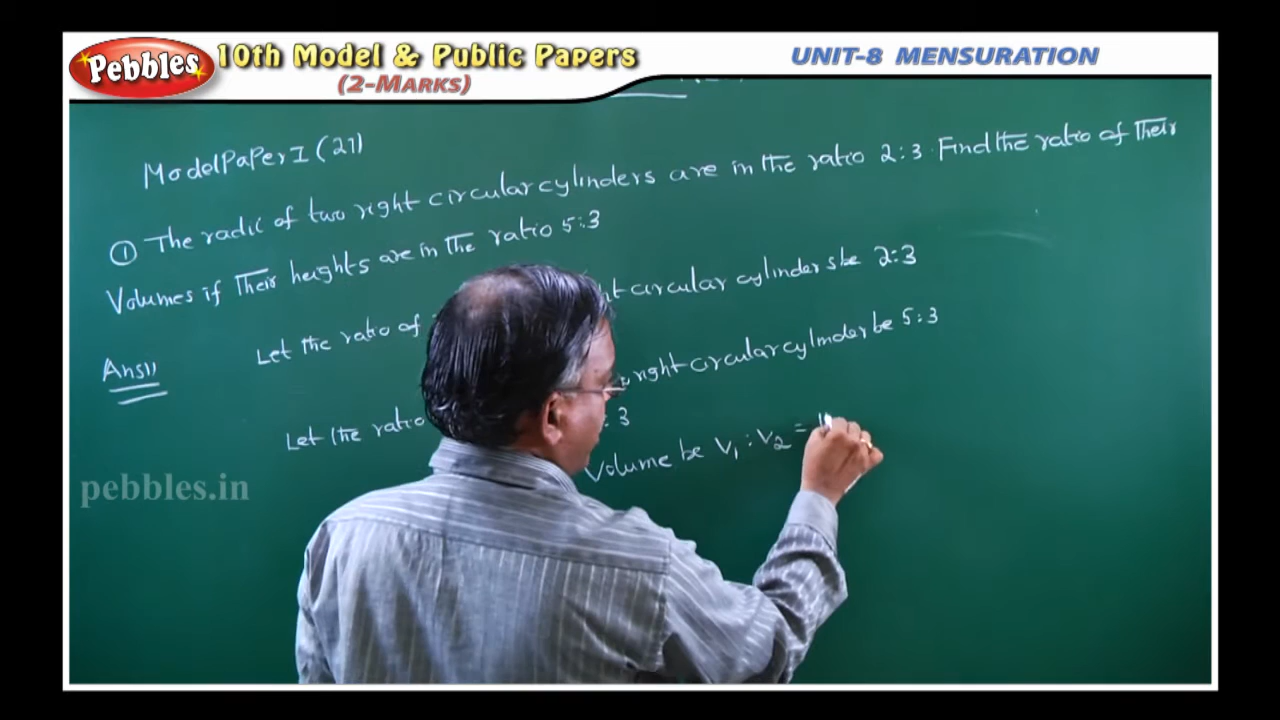 Pebbles
10th Model & Public Papers
(2-MARKS)
UNIT-8 MENSURATION
Model PaPer I (21)
① The radii of two right circular cylinders are in the ratio 2:3. Find the ratio of Their
Volumes if Their heights are in the ratio 5:3
Ans
Let the ratio of circular cylinders be 2:3
Let the ratio right circular cylinder be 5:3
: 3
Volume be V₁ : V₂ =
pebbles.in